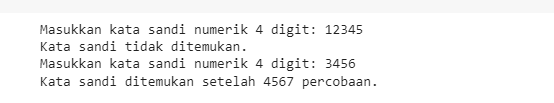 Masukkan kata sandi numerik 4 digit: 12345
Kata sandi tidak ditemukan.
Masukkan kata sandi numerik 4 digit: 3456
Kata sandi ditemukan setelah 4567 percobaan.